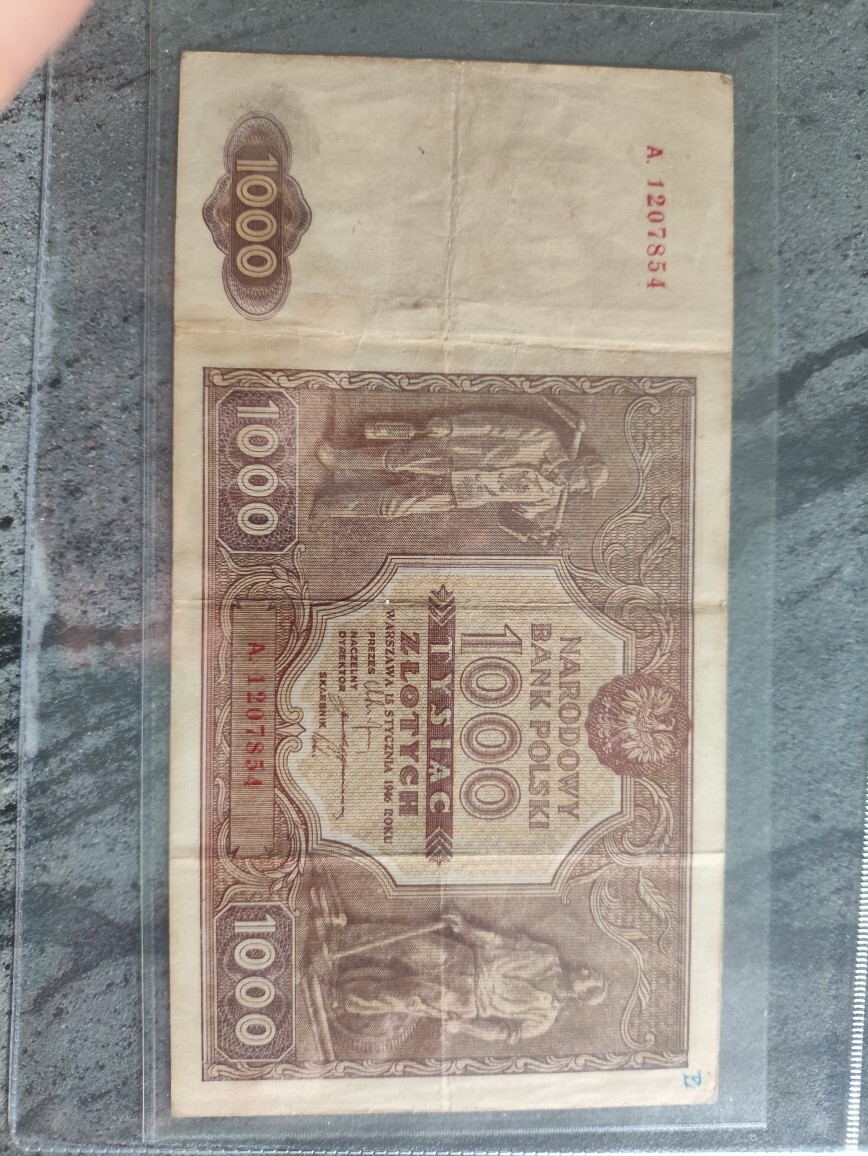 A. 1207854
1000
NARODOWY
BANK POLSKI
1000
TYSIĄC
ZŁOTYCH
WARSZAWA 15 STYCZNIA 1946 ROKU
PREZES
NACZELNY
DYREKTOR
SKARBNIK
1000
A. 1207854
1000